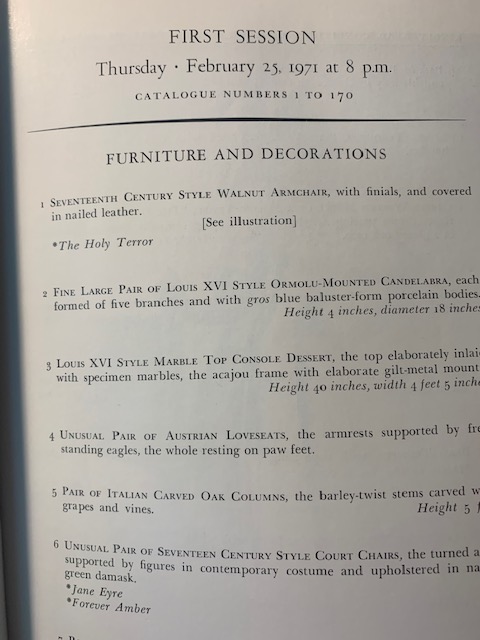 FIRST SESSION
Thursday · February 25, 1971 at 8 p.m.
CATALOGUE NUMBERS 1 TO 170
FURNITURE AND DECORATIONS
1 SEVENTEENTH CENTURY STYLE WALNUT ARMCHAIR, with finials, and covered
in nailed leather.
[See illustration]
*The Holy Terror
2 FINE LARGE PAIR OF LOUIS XVI STYLE ORMOLU-MOUNTED CANDELABRA, each
formed of five branches and with gros blue baluster-form porcelain bodies.
Height 4 inches, diameter 18 inches
3 LOUIS XVI STYLE MARBLE TOP CONSOLE DESSERT, the top elaborately inlai
with specimen marbles, the acajou frame with elaborate gilt-metal mount
Height 40 inches, width 4 feet 5 inche
4 UNUSUAL PAIR OF AUSTRIAN LOVESEATS, the armrests supported by fre
standing eagles, the whole resting on paw feet.
5 PAIR OF ITALIAN CARVED OAK COLUMNS, the barley-twist stems carved w
grapes and vines.
Height 5 f
6 UNUSUAL PAIR OF SEVENTEEN CENTURY STYLE COURT CHAIRS, the turned a
supported by figures in contemporary costume and upholstered in na
green damask.
*Jane Eyre
*Forever Amber